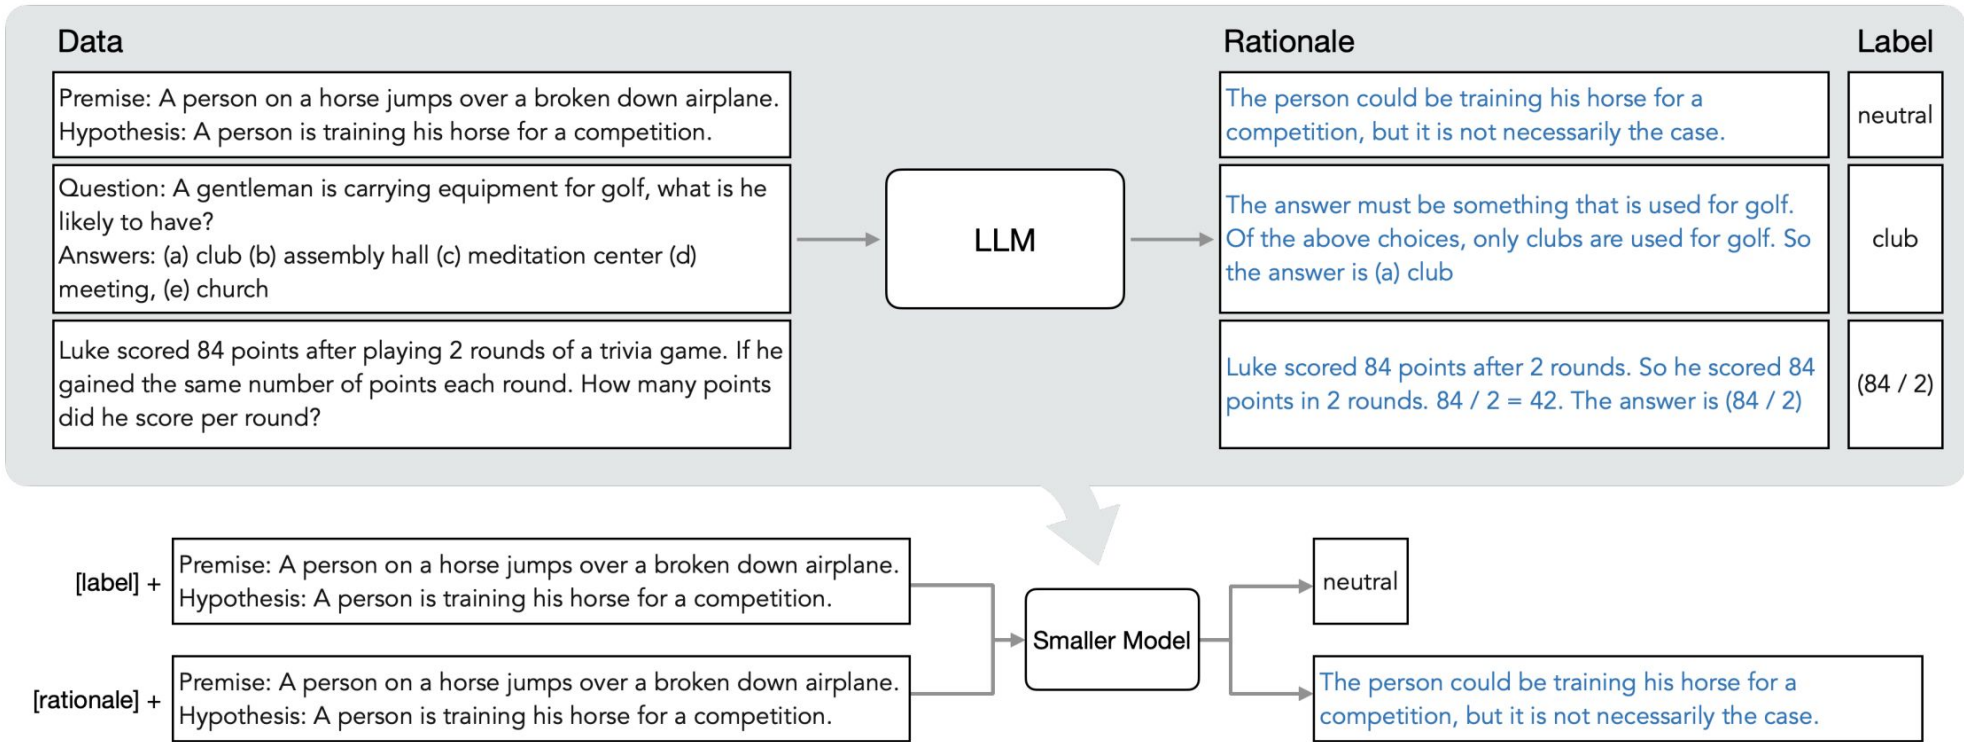 Data
Rationale
Label
Premise: A person on a horse jumps over a broken down airplane.
Hypothesis: A person is training his horse for a competition.
The person could be training his horse for a
competition, but it is not necessarily the case.
neutral
Question: A gentleman is carrying equipment for golf, what is he
likely to have?
Answers: (a) club (b) assembly hall (c) meditation center (d)
meeting, (e) church
LLM
The answer must be something that is used for golf.
Of the above choices, only clubs are used for golf. So
the answer is (a) club
club
Luke scored 84 points after playing 2 rounds of a trivia game. If he
gained the same number of points each round. How many points
did he score per round?
Luke scored 84 points after 2 rounds. So he scored 84
points in 2 rounds. 84 / 2 = 42. The answer is (84 / 2)
(84 / 2)
[label] +
Premise: A person on a horse jumps over a broken down airplane.
Hypothesis: A person is training his horse for a competition.
neutral
Smaller Model
[rationale] +
Premise: A person on a horse jumps over a broken down airplane.
Hypothesis: A person is training his horse for a competition.
The person could be training his horse for a
competition, but it is not necessarily the case.